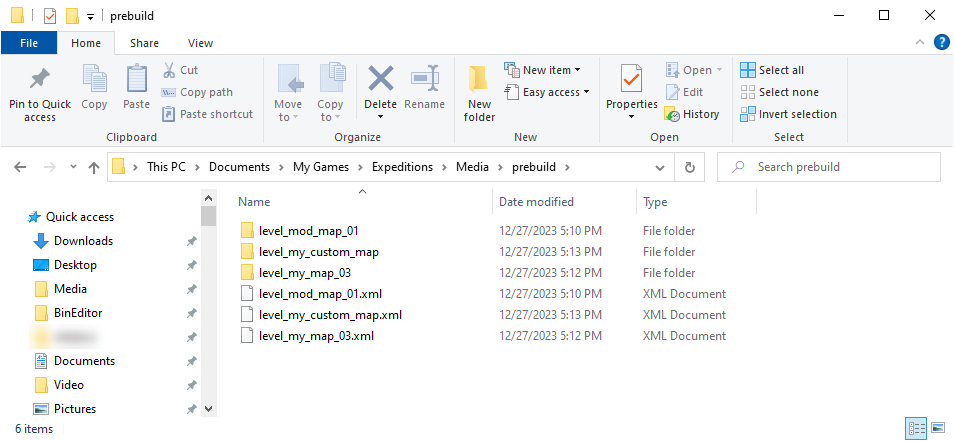 prebuild
File Home Share View
Pin to Quick access
Copy
Paste
Cut
Copy path
Paste shortcut
Clipboard
Move to
Copy to
Delete
Rename
Organize
New folder
New item
Easy access
New
Properties
Open
Edit
History
Open
Select all
Select none
Invert selection
Select
This PC > Documents > My Games > Expeditions > Media > prebuild >
Search prebuild
Quick access
Downloads
Desktop
Media
BinEditor
Documents
Video
Pictures
Name Date modified Type
level_mod_map_01 12/27/2023 5:10 PM File folder
level_my_custom_map 12/27/2023 5:13 PM File folder
level_my_map_03 12/27/2023 5:12 PM File folder
level_mod_map_01.xml 12/27/2023 5:10 PM XML Document
level_my_custom_map.xml 12/27/2023 5:13 PM XML Document
level_my_map_03.xml 12/27/2023 5:12 PM XML Document
6 items